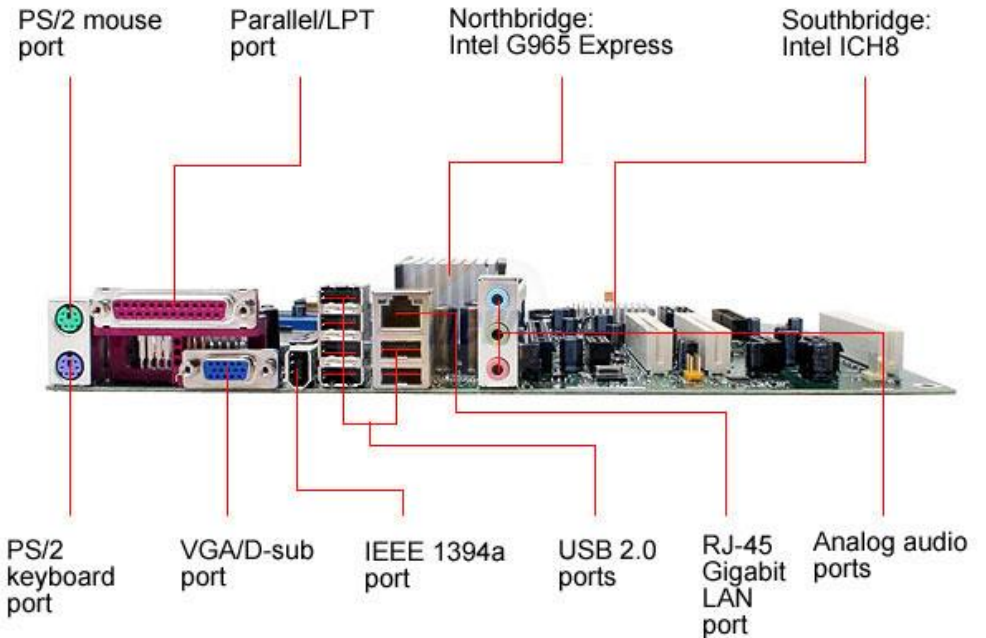 PS/2 mouse
port
Parallel/LPT
port
Northbridge:
Intel G965 Express
Southbridge:
Intel ICH8
PS/2
keyboard
port
VGA/D-sub
port
IEEE 1394a
port
USB 2.0
ports
RJ-45
Gigabit
LAN
port
Analog audio
ports